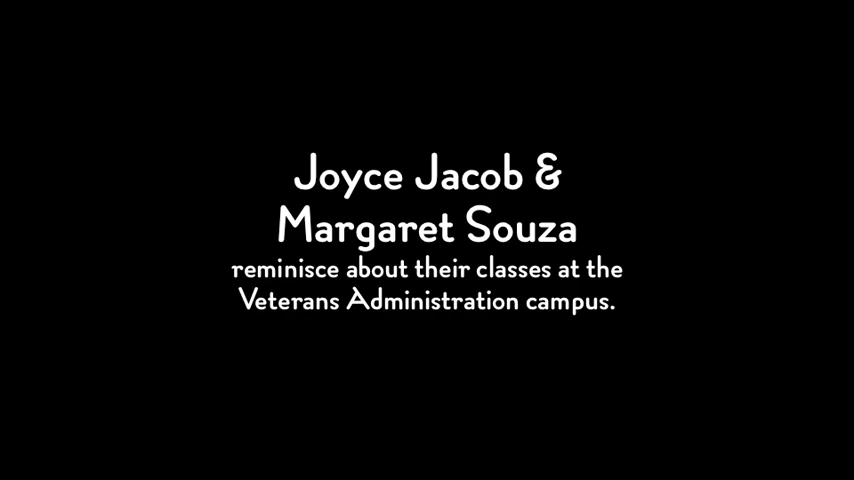 Joyce Jacob &
Margaret Souza
reminisce about their classes at the
Veterans Administration campus.